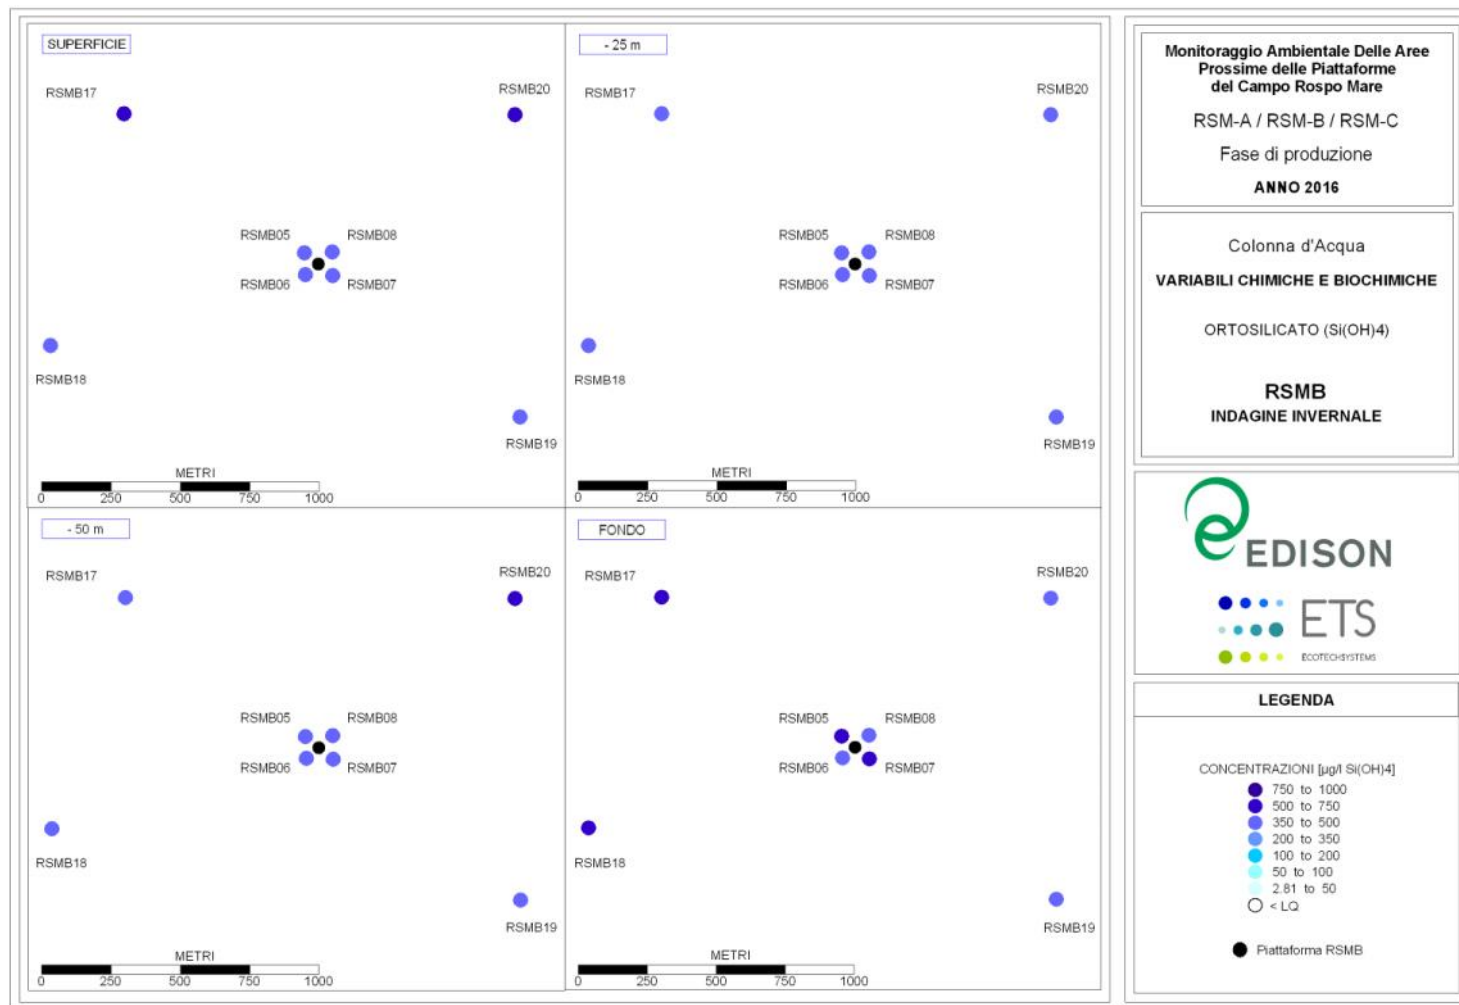 SUPERFICIE
RSMB17
RSMB20
RSMB05
RSMB08
RSMB06
RSMB07
RSMB18
RSMB19
METRI
0 250 500 750 1000
- 25 m
RSMB17
RSMB20
RSMB05
RSMB08
RSMB06
RSMB07
RSMB18
RSMB19
METRI
0 250 500 750 1000
- 50 m
RSMB17
RSMB20
RSMB05
RSMB08
RSMB06
RSMB07
RSMB18
RSMB19
METRI
0 250 500 750 1000
FONDO
RSMB17
RSMB20
RSMB05
RSMB08
RSMB06
RSMB07
RSMB18
RSMB19
METRI
0 250 500 750 1000
Monitoraggio Ambientale Delle Aree
Prossime delle Piattaforme
del Campo Rospo Mare
RSM-A / RSM-B / RSM-C
Fase di produzione
ANNO 2016
Colonna d'Acqua
VARIABILI CHIMICHE E BIOCHIMICHE
ORTOSILICATO (Si(OH)4)
RSMB
INDAGINE INVERNALE
EDISON
ETS
ECOTECHSYSTEMS
LEGENDA
CONCENTRAZIONI [µg/l Si(OH)4]
750 to 1000
500 to 750
350 to 500
200 to 350
100 to 200
50 to 100
2.81 to 50
< LQ
Piattaforma RSMB